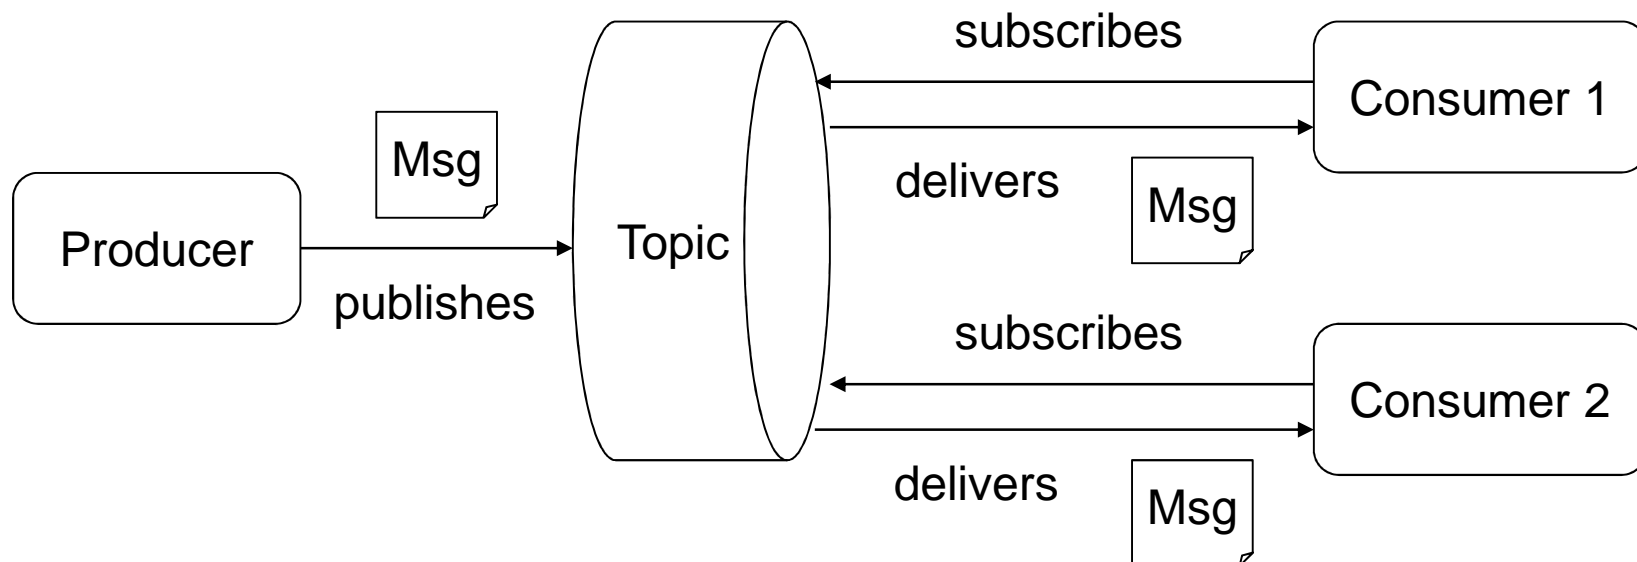 subscribes
Consumer 1
Msg
delivers
Msg
Producer
Topic
publishes
subscribes
Consumer 2
delivers
Msg